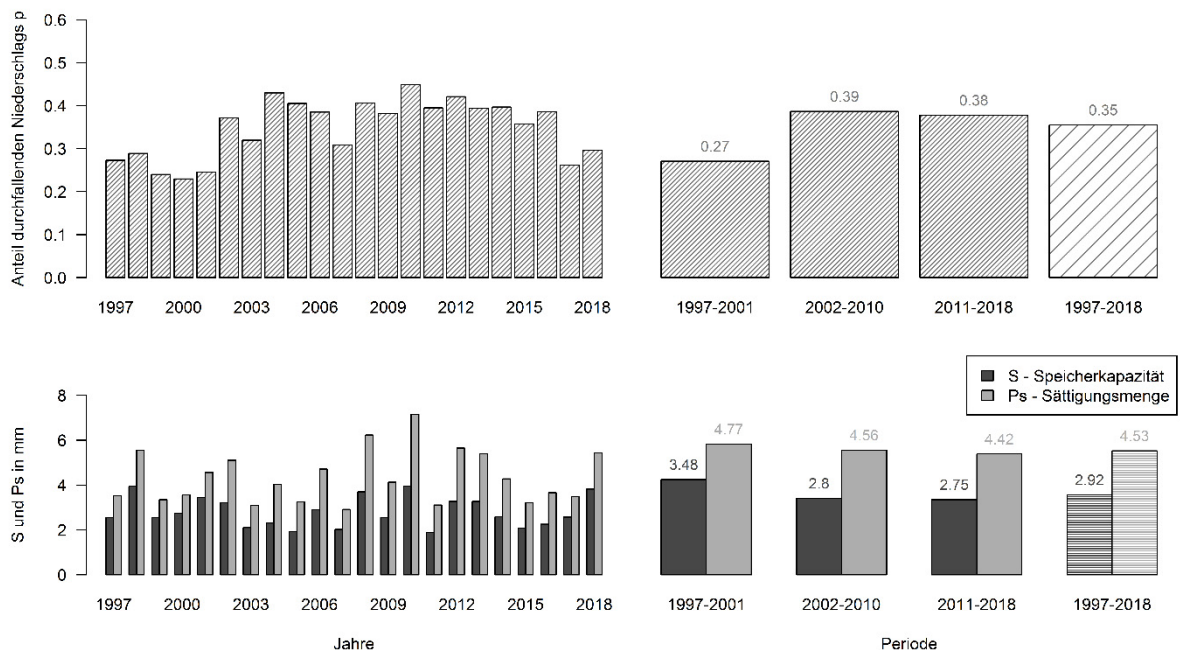 Anteil durchfallenden Niederschlags p
0.6
0.5
0.4
0.3
0.2
0.1
0.0
1997 2000 2003 2006 2009 2012 2015 2018
0.27
0.39
0.38
0.35
1997-2001 2002-2010 2011-2018 1997-2018
S und Ps in mm
8
6
4
2
0
1997 2000 2003 2006 2009 2012 2015 2018
Jahre
S - Speicherkapazität
Ps - Sättigungsmenge
3.48
4.77
2.8
4.56
2.75
4.42
2.92
4.53
1997-2001 2002-2010 2011-2018 1997-2018
Periode